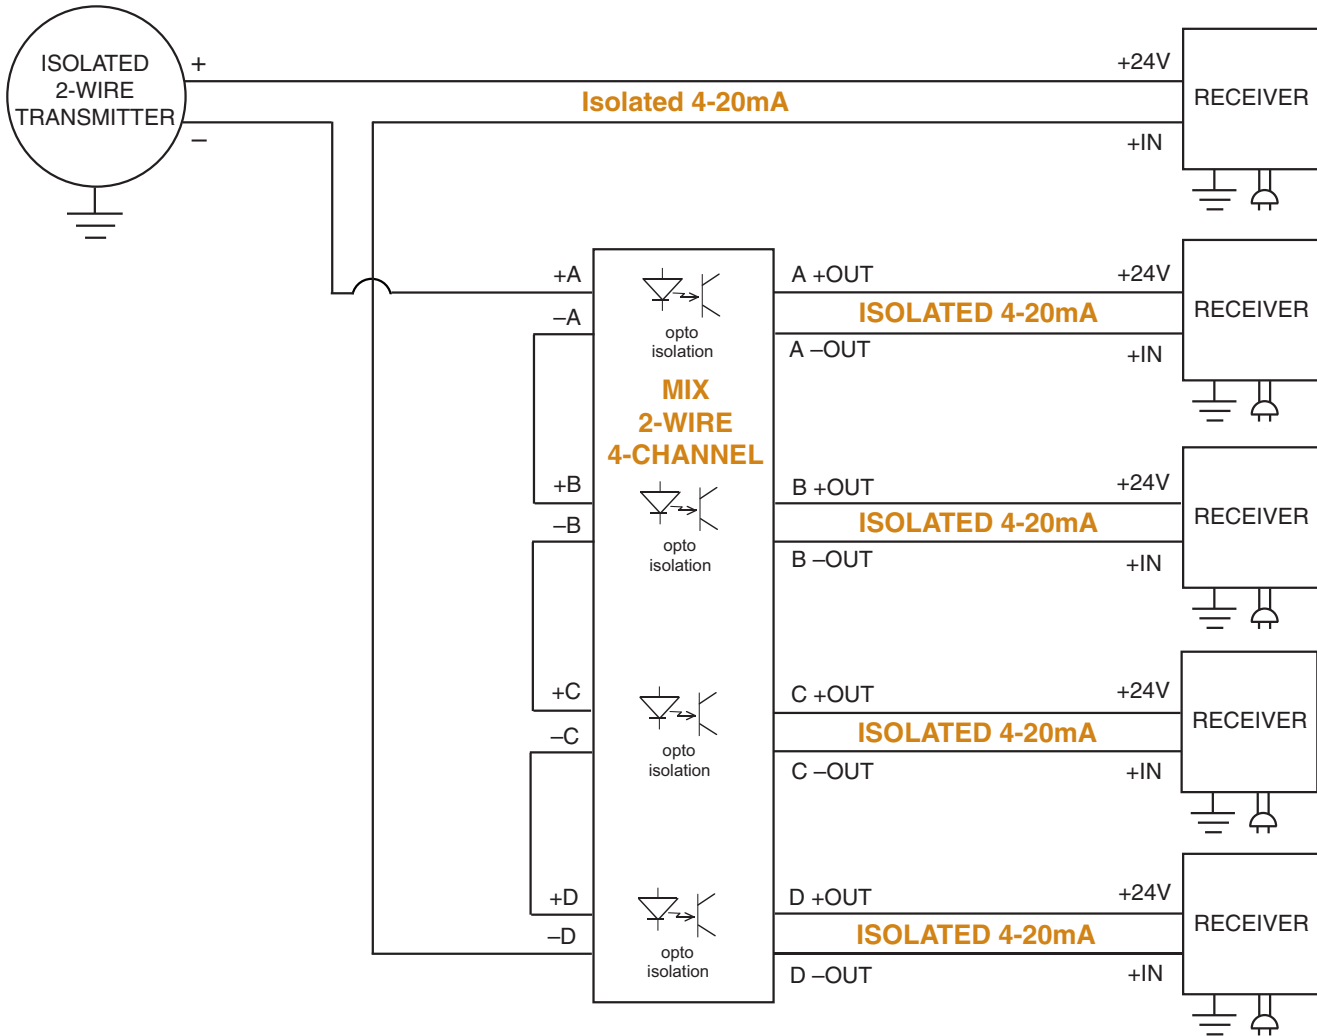 ISOLATED
2-WIRE
TRANSMITTER
+
–
Isolated 4-20mA
+24V
+IN
RECEIVER
+A
–A
opto
isolation
A +OUT
ISOLATED 4-20mA
A –OUT
+24V
+IN
RECEIVER
MIX
2-WIRE
4-CHANNEL
+B
–B
opto
isolation
B +OUT
ISOLATED 4-20mA
B –OUT
+24V
+IN
RECEIVER
+C
–C
opto
isolation
C +OUT
ISOLATED 4-20mA
C –OUT
+24V
+IN
RECEIVER
+D
–D
opto
isolation
D +OUT
ISOLATED 4-20mA
D –OUT
+24V
+IN
RECEIVER